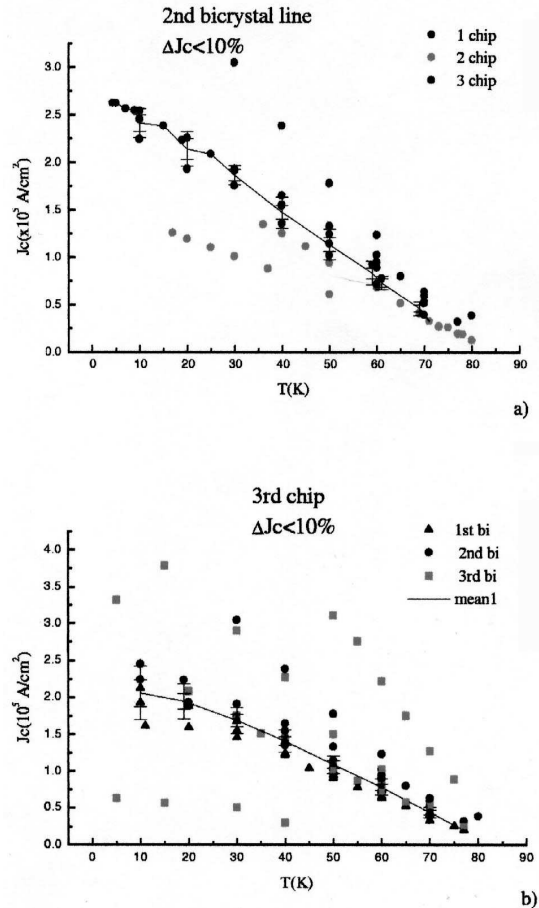 2nd bicrystal line
ΔJc<10%
1 chip
2 chip
3 chip
3.0
2.5
2.0
1.5
1.0
0.5
0.0
Jc(x10⁵ A/cm²)
0 10 20 30 40 50 60 70 80 90
T(K)
a)
3rd chip
ΔJc<10%
1st bi
2nd bi
3rd bi
mean1
4.0
3.5
3.0
2.5
2.0
1.5
1.0
0.5
0.0
Jc(10⁵ A/cm²)
0 10 20 30 40 50 60 70 80 90
T(K)
b)